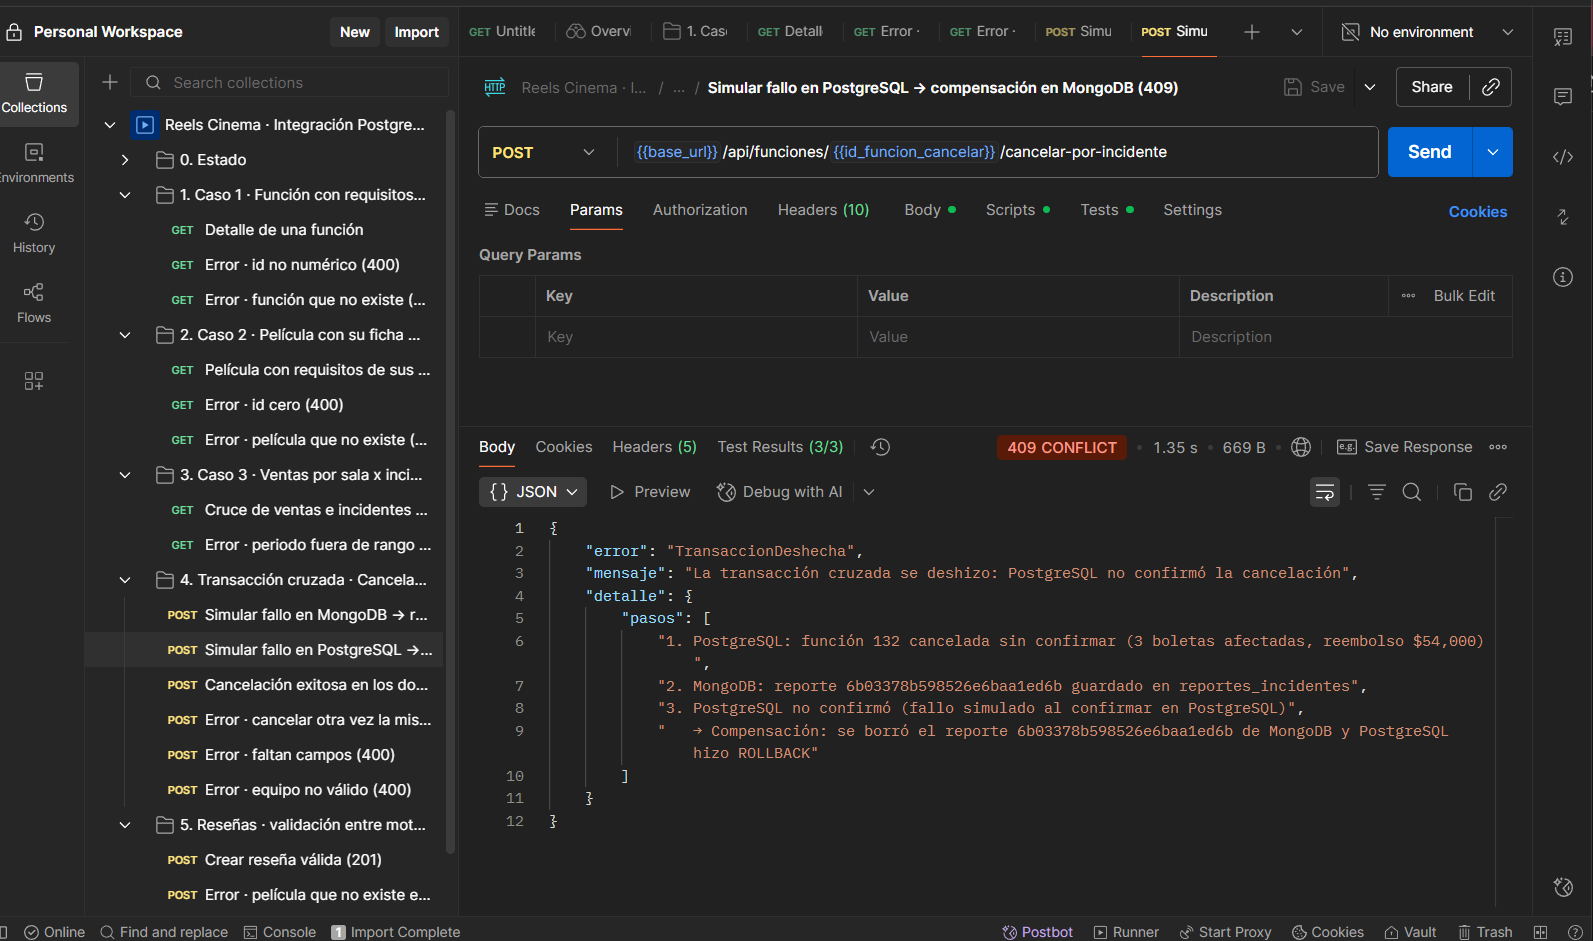 Personal Workspace
New
Import
GET Untitle
Overvi
1. Cas
GET Detall
GET Error ·
GET Error ·
POST Simu
POST Simu
No environment
Collections
Environments
History
Flows
Search collections
Reels Cinema · Integración Postgre...
0. Estado
1. Caso 1 · Función con requisitos...
GET Detalle de una función
GET Error · id no numérico (400)
GET Error · función que no existe (...
2. Caso 2 · Película con su ficha ...
GET Película con requisitos de sus ...
GET Error · id cero (400)
GET Error · película que no existe (...
3. Caso 3 · Ventas por sala x inci...
GET Cruce de ventas e incidentes ...
GET Error · periodo fuera de rango ...
4. Transacción cruzada · Cancela...
POST Simular fallo en MongoDB → r...
POST Simular fallo en PostgreSQL →...
POST Cancelación exitosa en los do...
POST Error · cancelar otra vez la mis...
POST Error · faltan campos (400)
POST Error · equipo no válido (400)
5. Reseñas · validación entre mot...
POST Crear reseña válida (201)
POST Error · película que no existe e...
HTTP Reels Cinema · I... / ... / Simular fallo en PostgreSQL → compensación en MongoDB (409)
Save
Share
POST
{{base_url}} /api/funciones/ {{id_funcion_cancelar}} /cancelar-por-incidente
Send
Docs
Params
Authorization
Headers (10)
Body
Scripts
Tests
Settings
Cookies
Query Params
Key
Value
Description
Bulk Edit
Key
Value
Description
Body
Cookies
Headers (5)
Test Results (3/3)
409 CONFLICT
1.35 s
669 B
e.g. Save Response
{} JSON
Preview
Debug with AI
1 {
2 "error": "TransaccionDeshecha",
3 "mensaje": "La transacción cruzada se deshizo: PostgreSQL no confirmó la cancelación",
4 "detalle": {
5 "pasos": [
6 "1. PostgreSQL: función 132 cancelada sin confirmar (3 boletas afectadas, reembolso $54,000)
",
7 "2. MongoDB: reporte 6b03378b598526e6baa1ed6b guardado en reportes_incidentes",
8 "3. PostgreSQL no confirmó (fallo simulado al confirmar en PostgreSQL)",
9 "   → Compensación: se borró el reporte 6b03378b598526e6baa1ed6b de MongoDB y PostgreSQL
hizo ROLLBACK"
10 ]
11 }
12 }
Online
Find and replace
Console
1 Import Complete
Postbot
Runner
Start Proxy
Cookies
Vault
Trash